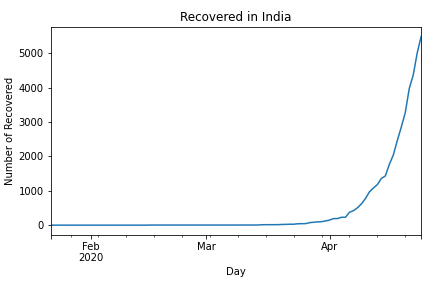 Recovered in India
Number of Recovered
5000
4000
3000
2000
1000
0
Feb
2020
Mar
Apr
Day